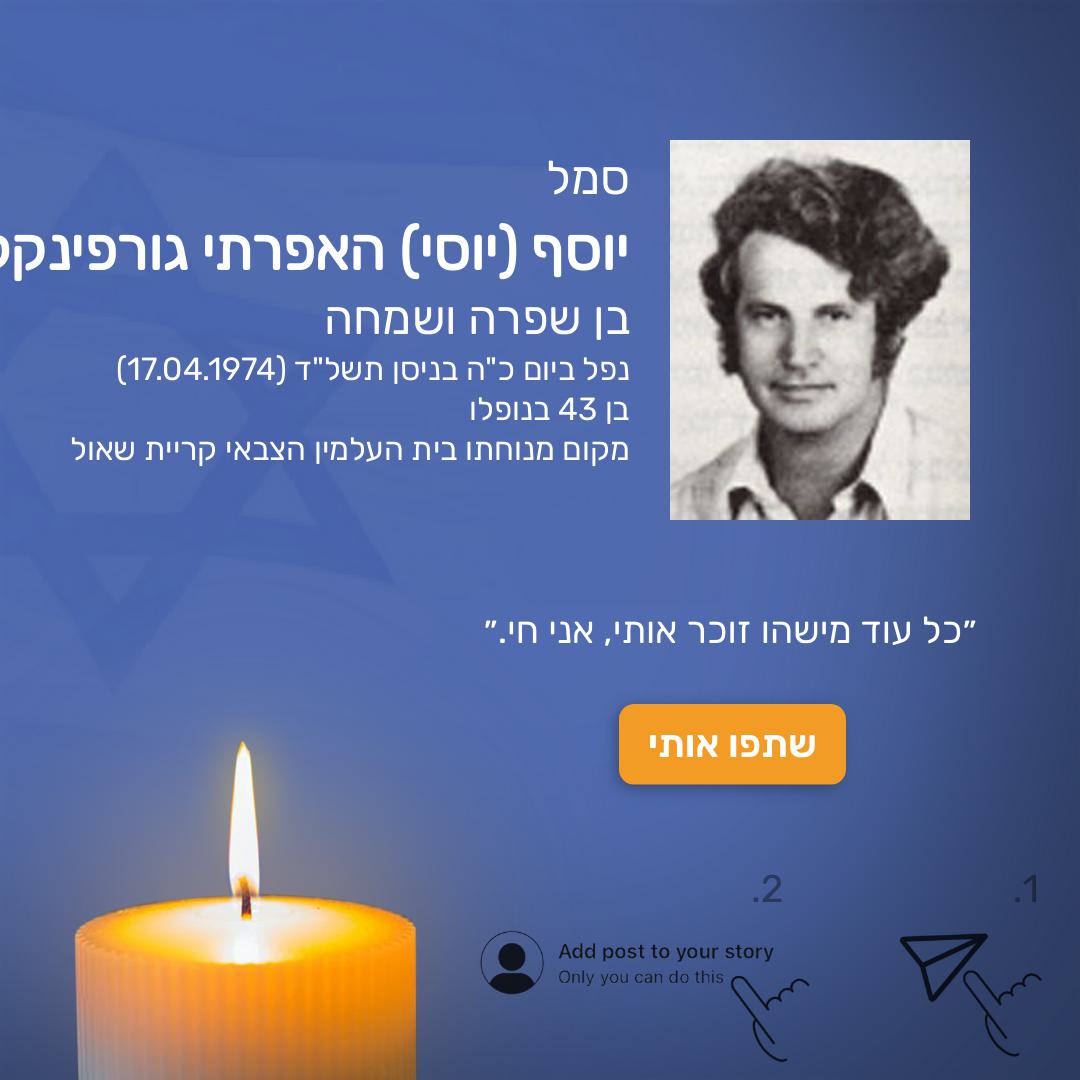 סמל
יוסף (יוסי) האפרתי
בן שפרה ושמחה
נפל ביום כ"ה בניסן תשל"ד (17.04.1974)
בן 43 בנופלו
מקום מנוחתו בית העלמין הצבאי קריית שאול
״כל עוד מישהו זוכר אותי, אני חי.״
שתפו אותי
1.
2.
Add post to your story
Only you can do this